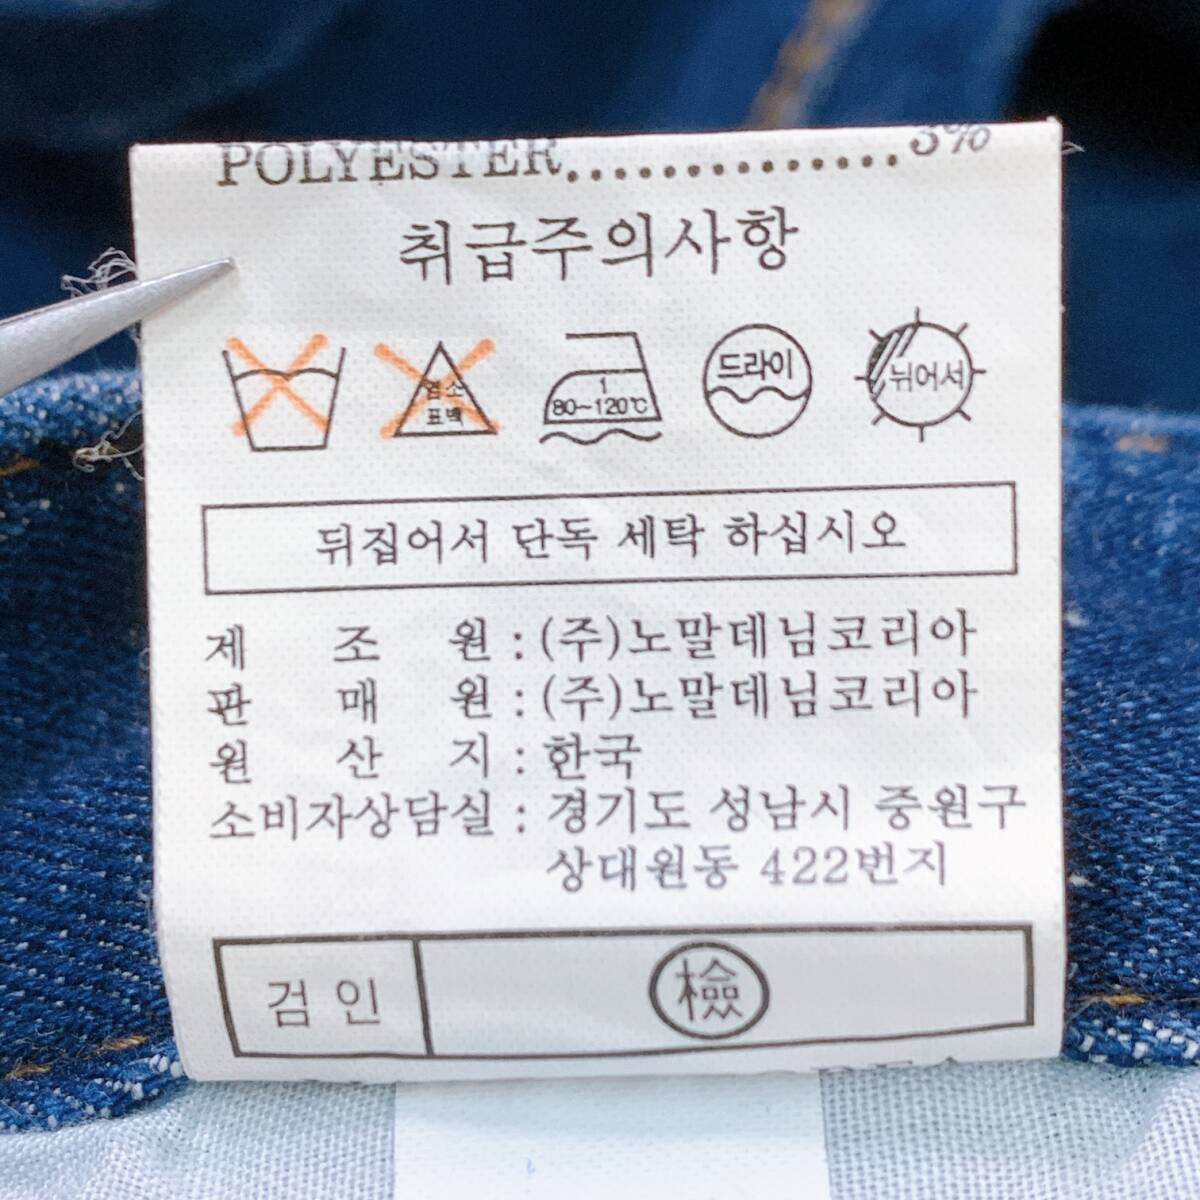 POLYESTER..............3%
취급주의사항
염소
표백
1
80~120℃
드라이
뉘어서
뒤집어서 단독 세탁 하십시오
제 조 원 : (주)노말데님코리아
판 매 원 : (주)노말데님코리아
원 산 지 : 한국
소비자상담실 : 경기도 성남시 중원구
상대원동 422번지
검 인
檢